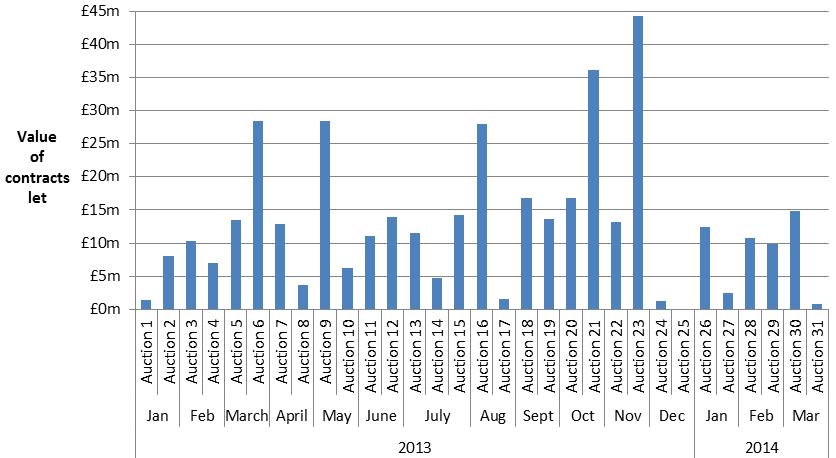 £45m
£40m
£35m
£30m
£25m
£20m
£15m
£10m
£5m
£0m
Value
of
contracts
let
Auction 1
Auction 2
Auction 3
Auction 4
Auction 5
Auction 6
Auction 7
Auction 8
Auction 9
Auction 10
Auction 11
Auction 12
Auction 13
Auction 14
Auction 15
Auction 16
Auction 17
Auction 18
Auction 19
Auction 20
Auction 21
Auction 22
Auction 23
Auction 24
Auction 25
Auction 26
Auction 27
Auction 28
Auction 29
Auction 30
Auction 31
Jan Feb March April May June July Aug Sept Oct Nov Dec Jan Feb Mar
2013 2014